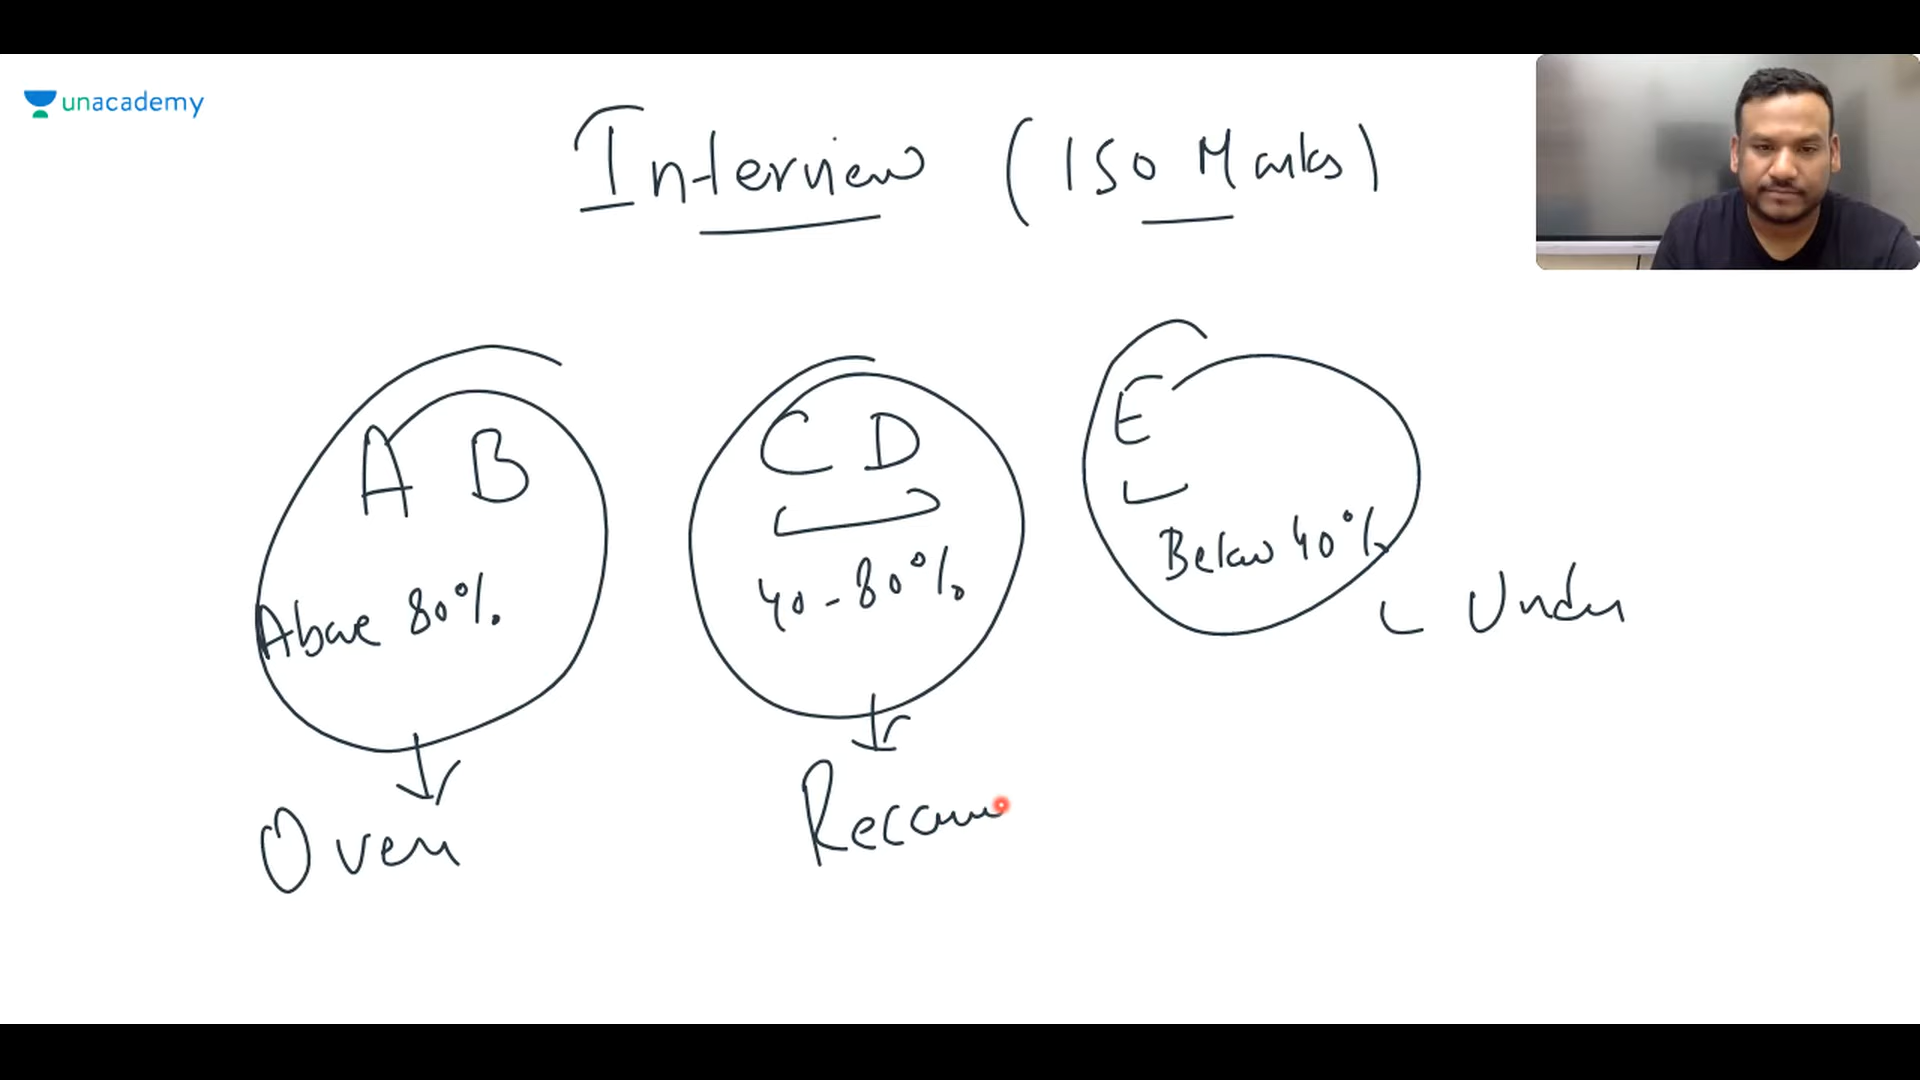 unacademy
Interview (150 Marks)
A B
Above 80%
C D
40-80%
E
Below 40%
Under
Over
Recom